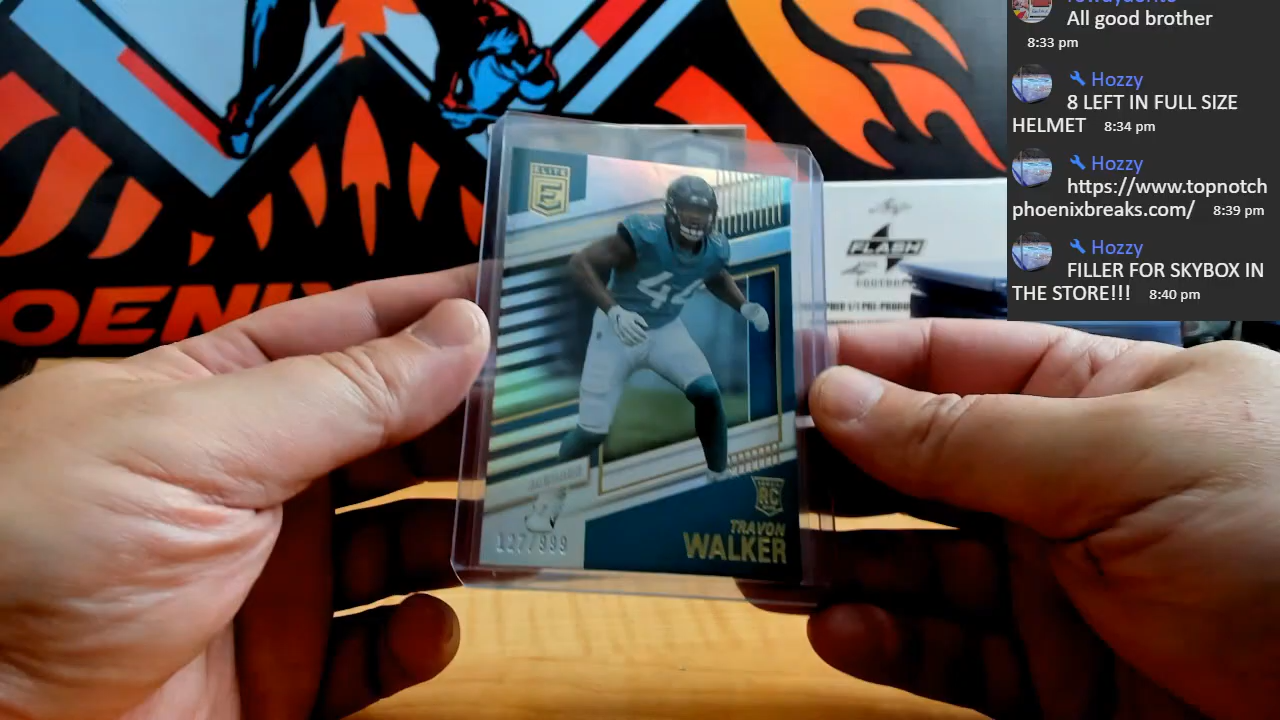 All good brother
8:33 pm
Hozzy
8 LEFT IN FULL SIZE
HELMET 8:34 pm
Hozzy
https://www.topnotch
phoenixbreaks.com/ 8:39 pm
Hozzy
FILLER FOR SKYBOX IN
THE STORE!!! 8:40 pm
ELITE
E
44
RC
TRAVON
WALKER
127/999
FLASH
OENIX